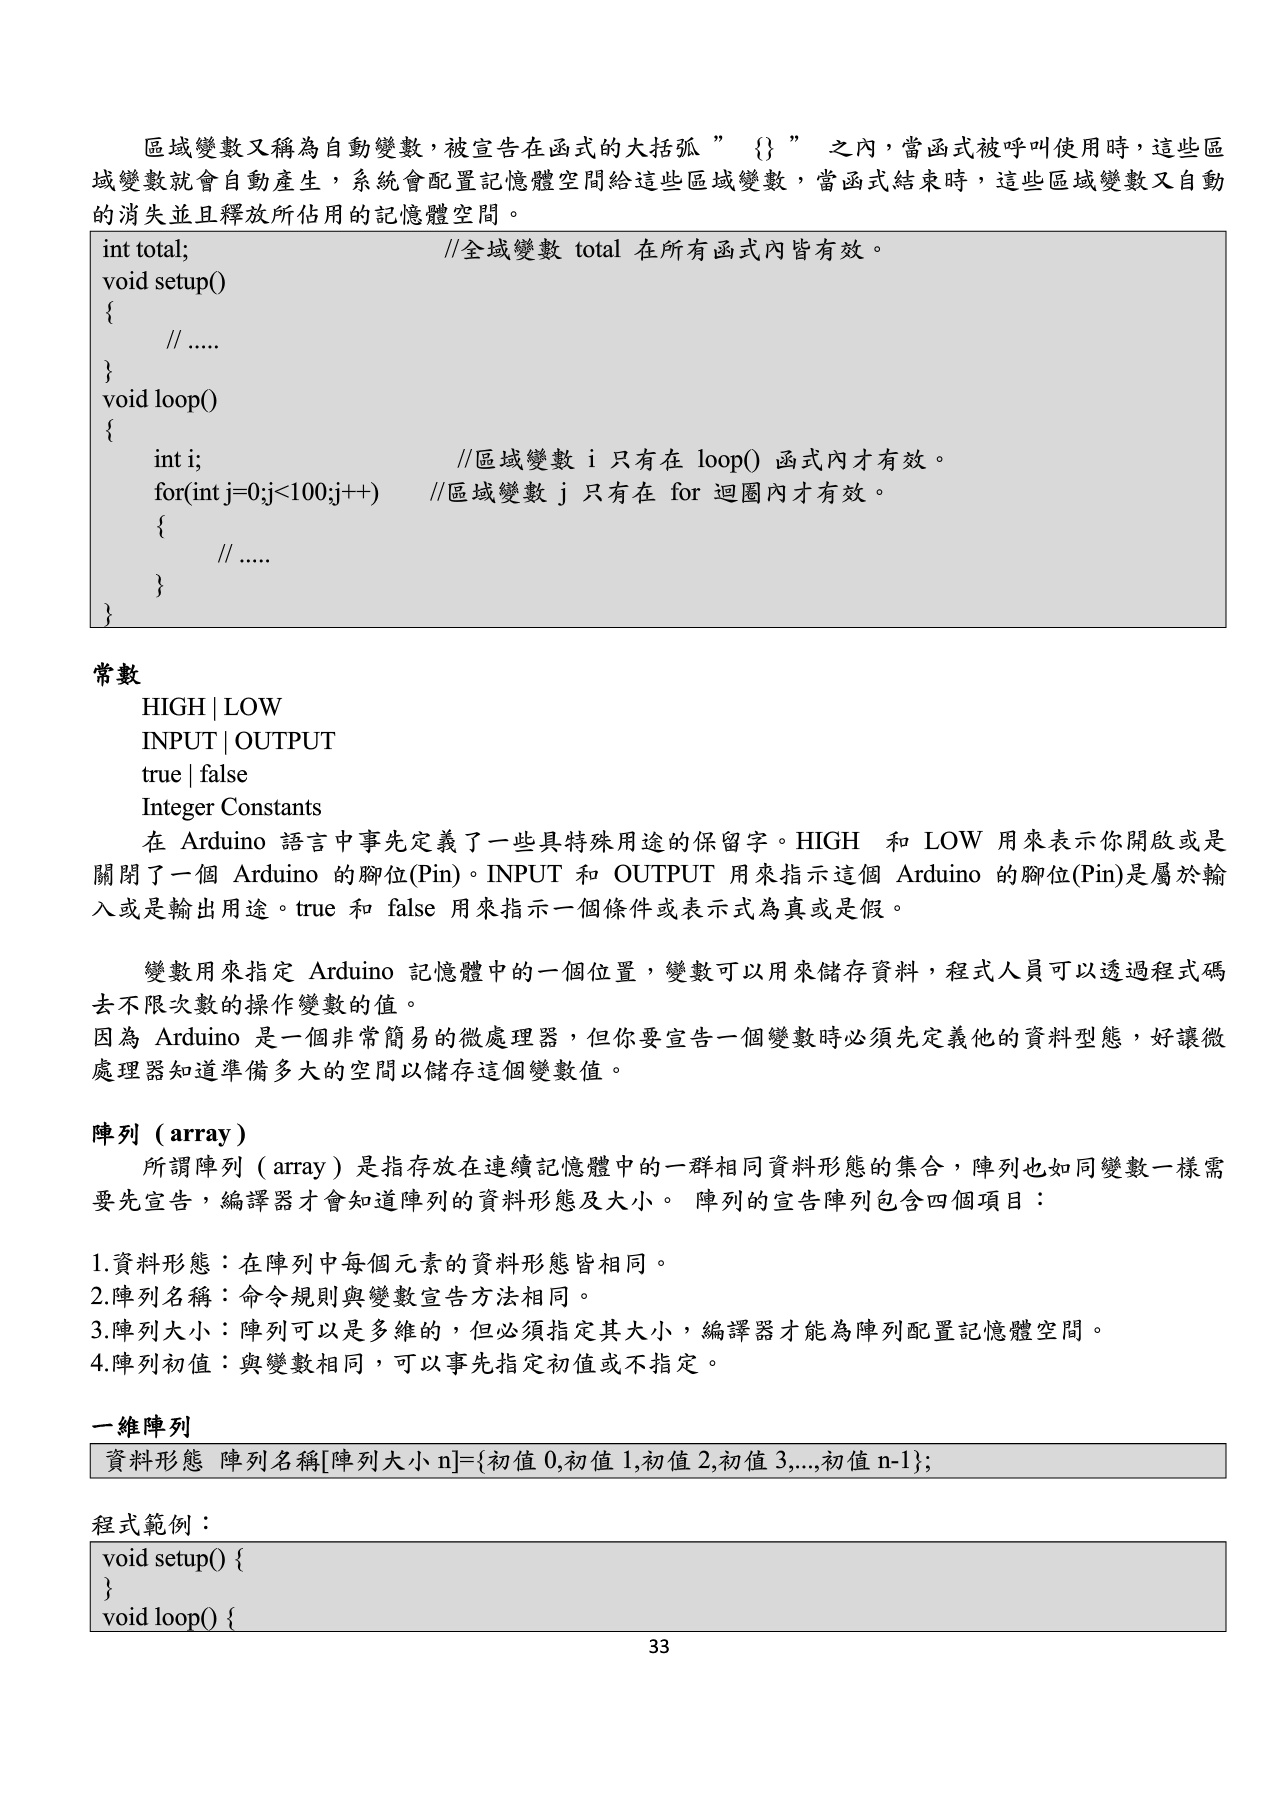 區域變數又稱為自動變數，被宣告在函式的大括弧 ” {} ” 之內，當函式被呼叫使用時，這些區
域變數就會自動產生，系統會配置記憶體空間給這些區域變數，當函式結束時，這些區域變數又自動
的消失並且釋放所佔用的記憶體空間。
int total; //全域變數 total 在所有函式內皆有效。
void setup()
{
// .....
}
void loop()
{
int i; //區域變數 i 只有在 loop() 函式內才有效。
for(int j=0;j<100;j++) //區域變數 j 只有在 for 迴圈內才有效。
{
// .....
}
}
常數
HIGH | LOW
INPUT | OUTPUT
true | false
Integer Constants
在 Arduino 語言中事先定義了一些具特殊用途的保留字。HIGH 和 LOW 用來表示你開啟或是
關閉了一個 Arduino 的腳位(Pin)。INPUT 和 OUTPUT 用來指示這個 Arduino 的腳位(Pin)是屬於輸
入或是輸出用途。true 和 false 用來指示一個條件或表示式為真或是假。
變數用來指定 Arduino 記憶體中的一個位置，變數可以用來儲存資料，程式人員可以透過程式碼
去不限次數的操作變數的值。
因為 Arduino 是一個非常簡易的微處理器，但你要宣告一個變數時必須先定義他的資料型態，好讓微
處理器知道準備多大的空間以儲存這個變數值。
陣列 ( array )
所謂陣列 ( array ) 是指存放在連續記憶體中的一群相同資料形態的集合，陣列也如同變數一樣需
要先宣告，編譯器才會知道陣列的資料形態及大小。 陣列的宣告陣列包含四個項目：
1.資料形態：在陣列中每個元素的資料形態皆相同。
2.陣列名稱：命令規則與變數宣告方法相同。
3.陣列大小：陣列可以是多維的，但必須指定其大小，編譯器才能為陣列配置記憶體空間。
4.陣列初值：與變數相同，可以事先指定初值或不指定。
一維陣列
資料形態 陣列名稱[陣列大小 n]={初值 0,初值 1,初值 2,初值 3,...,初值 n-1};
程式範例：
void setup() {
}
void loop() {
33